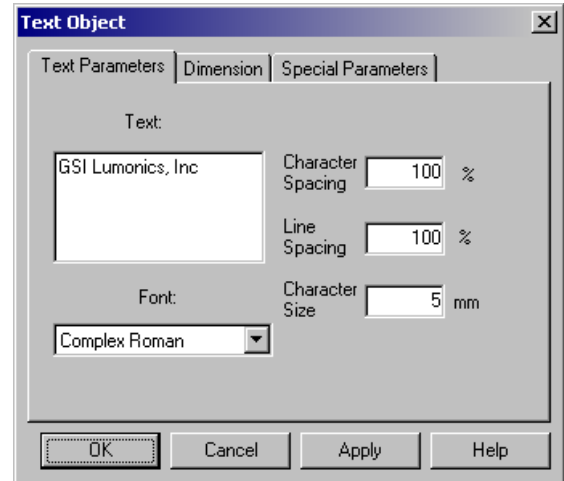 Text Object
Text Parameters Dimension Special Parameters
Text:
GSI Lumonics, Inc
Character
Spacing 100 %
Line
Spacing 100 %
Font:
Complex Roman
Character
Size 5 mm
OK Cancel Apply Help